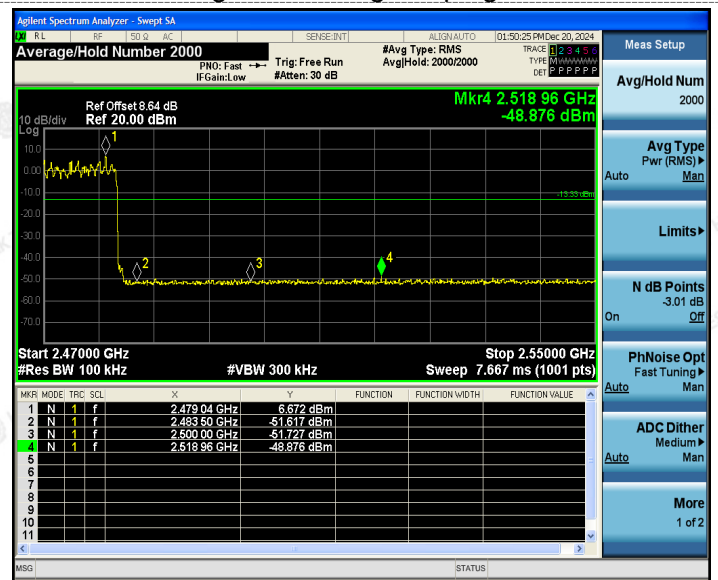 Agilent Spectrum Analyzer - Swept SA
LXI RL RF 50 Ω AC SENSE:INT ALIGNAUTO 01:50:25 PM Dec 20, 2024
Average/Hold Number 2000
PNO: Fast
IFGain:Low
Trig: Free Run
#Atten: 30 dB
#Avg Type: RMS
Avg|Hold: 2000/2000
TRACE 1 2 3 4 5 6
TYPE M
DET P P P P P P
Mkr4 2.518 96 GHz
-48.876 dBm
Ref Offset 8.64 dB
10 dB/div Ref 20.00 dBm
Log
10.0
0.00
-10.0
-20.0
-30.0
-40.0
-50.0
-60.0
-70.0
1
2
3
4
-13.33 dBm
Start 2.47000 GHz Stop 2.55000 GHz
#Res BW 100 kHz #VBW 300 kHz Sweep 7.667 ms (1001 pts)
MKR MODE TRC SCL X Y FUNCTION FUNCTION WIDTH FUNCTION VALUE
1 N 1 f 2.479 04 GHz 6.672 dBm
2 N 1 f 2.483 50 GHz -51.617 dBm
3 N 1 f 2.500 00 GHz -51.727 dBm
4 N 1 f 2.518 96 GHz -48.876 dBm
5
6
7
8
9
10
11
MSG STATUS
Meas Setup
Avg/Hold Num
2000
Avg Type
Pwr (RMS)
Auto Man
Limits
N dB Points
-3.01 dB
On Off
PhNoise Opt
Fast Tuning
Auto Man
ADC Dither
Medium
Auto Man
More
1 of 2